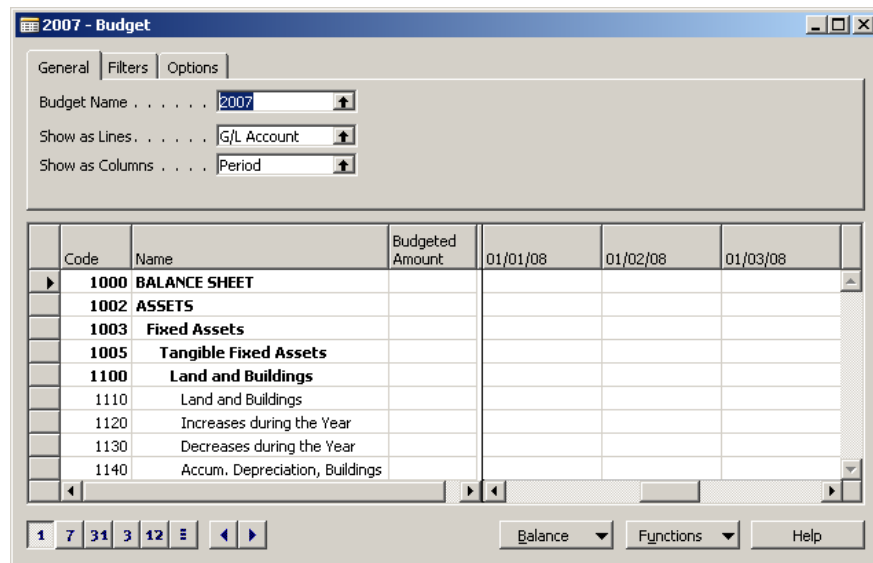 2007 - Budget
General Filters Options
Budget Name . . . . . . 2007
Show as Lines. . . . . . G/L Account
Show as Columns . . . . Period
Code Name Budgeted Amount 01/01/08 01/02/08 01/03/08
1000 BALANCE SHEET
1002 ASSETS
1003 Fixed Assets
1005 Tangible Fixed Assets
1100 Land and Buildings
1110 Land and Buildings
1120 Increases during the Year
1130 Decreases during the Year
1140 Accum. Depreciation, Buildings
1 7 31 3 12 Balance Functions Help